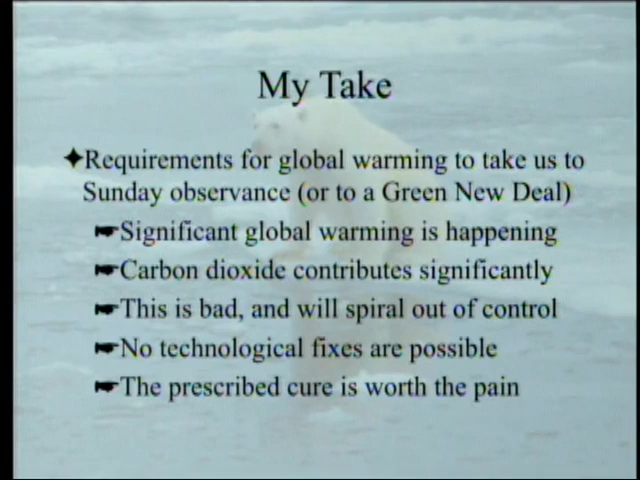 My Take
Requirements for global warming to take us to
Sunday observance (or to a Green New Deal)
Significant global warming is happening
Carbon dioxide contributes significantly
This is bad, and will spiral out of control
No technological fixes are possible
The prescribed cure is worth the pain